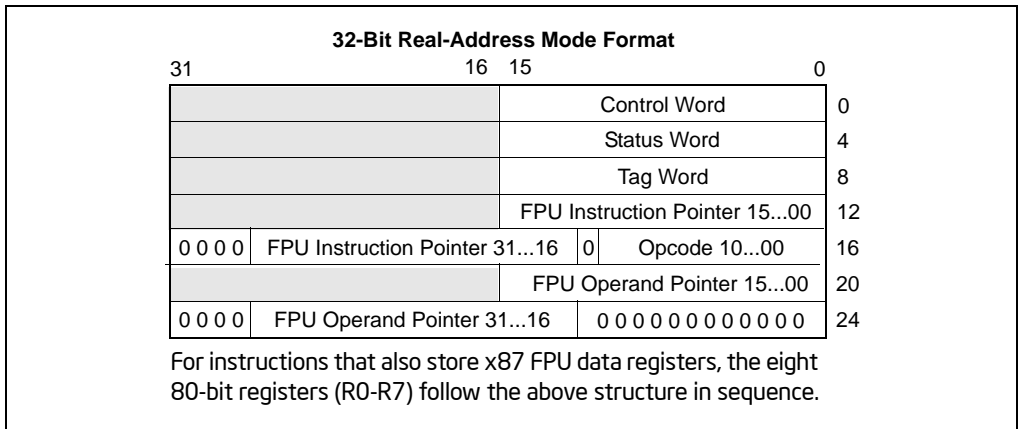 32-Bit Real-Address Mode Format
31 16 15 0
Control Word 0
Status Word 4
Tag Word 8
FPU Instruction Pointer 15...00 12
0 0 0 0 FPU Instruction Pointer 31...16 0 Opcode 10...00 16
FPU Operand Pointer 15...00 20
0 0 0 0 FPU Operand Pointer 31...16 0 0 0 0 0 0 0 0 0 0 0 0 24
For instructions that also store x87 FPU data registers, the eight
80-bit registers (R0-R7) follow the above structure in sequence.